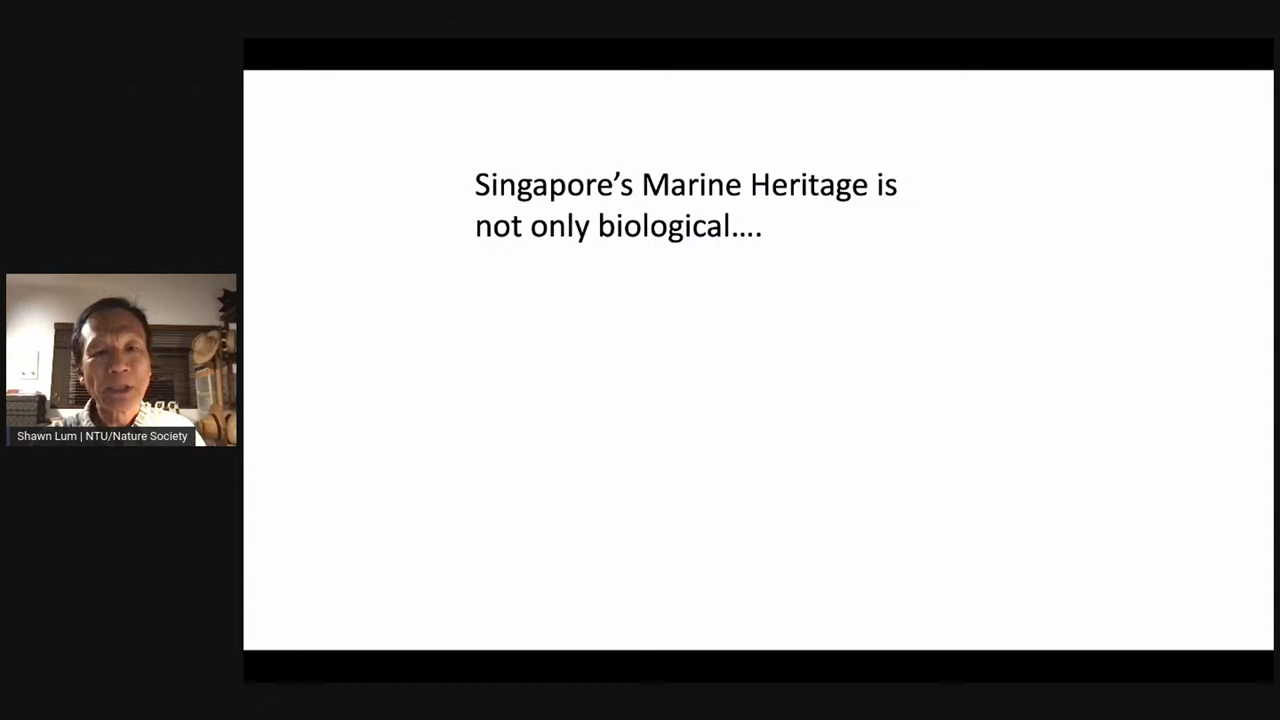 Singapore’s Marine Heritage is
not only biological….
Shawn Lum | NTU/Nature Society